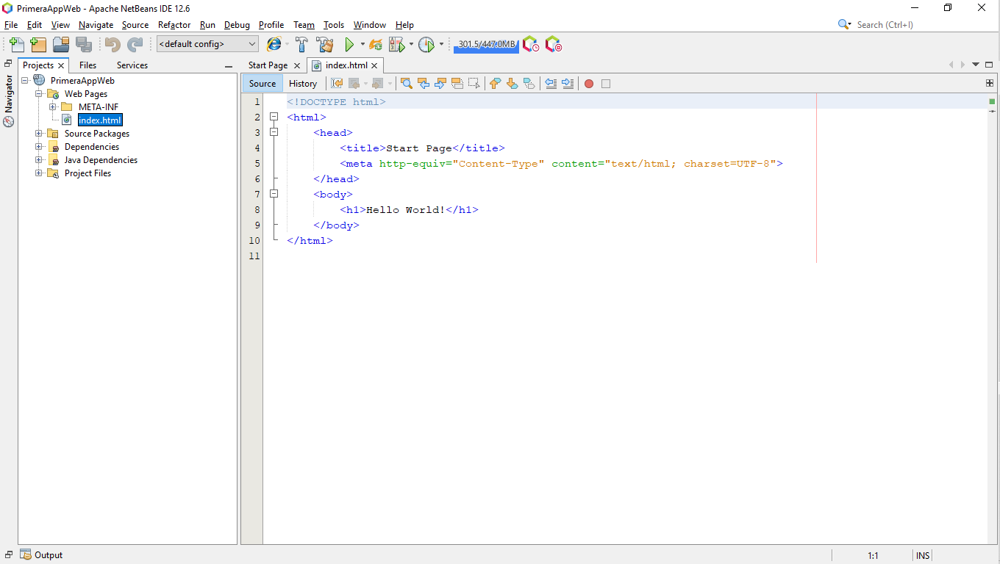 PrimeraAppWeb - Apache NetBeans IDE 12.6
File Edit View Navigate Source Refactor Run Debug Profile Team Tools Window Help
Search (Ctrl+I)
<default config>
301.5/447.0MB
Projects Files Services
Start Page
index.html
Navigator
PrimeraAppWeb
Web Pages
META-INF
index.html
Source Packages
Dependencies
Java Dependencies
Project Files
Source History
1 <!DOCTYPE html>
2 <html>
3 <head>
4 <title>Start Page</title>
5 <meta http-equiv="Content-Type" content="text/html; charset=UTF-8">
6 </head>
7 <body>
8 <h1>Hello World!</h1>
9 </body>
10 </html>
11
Output
1:1 INS